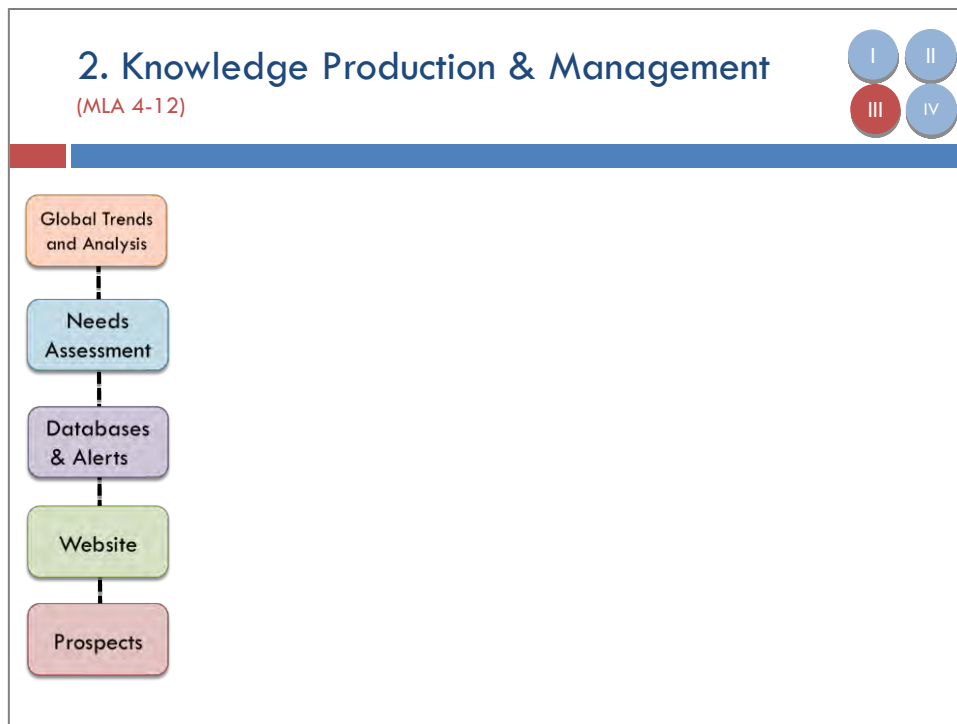 2. Knowledge Production & Management
(MLA 4-12)
I
II
III
IV
Global Trends
and Analysis
Needs
Assessment
Databases
& Alerts
Website
Prospects